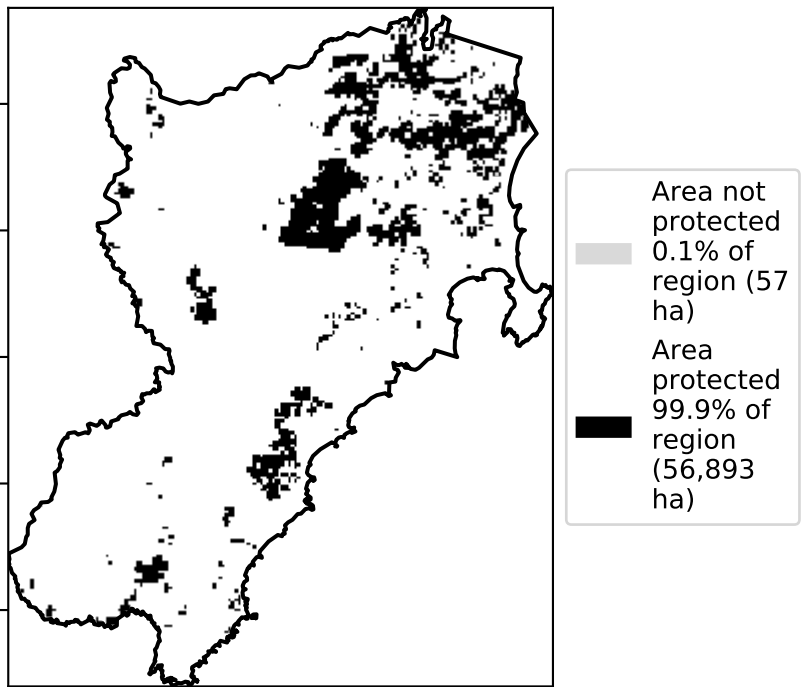 Area not
protected
0.1% of
region (57
ha)
Area
protected
99.9% of
region
(56,893
ha)